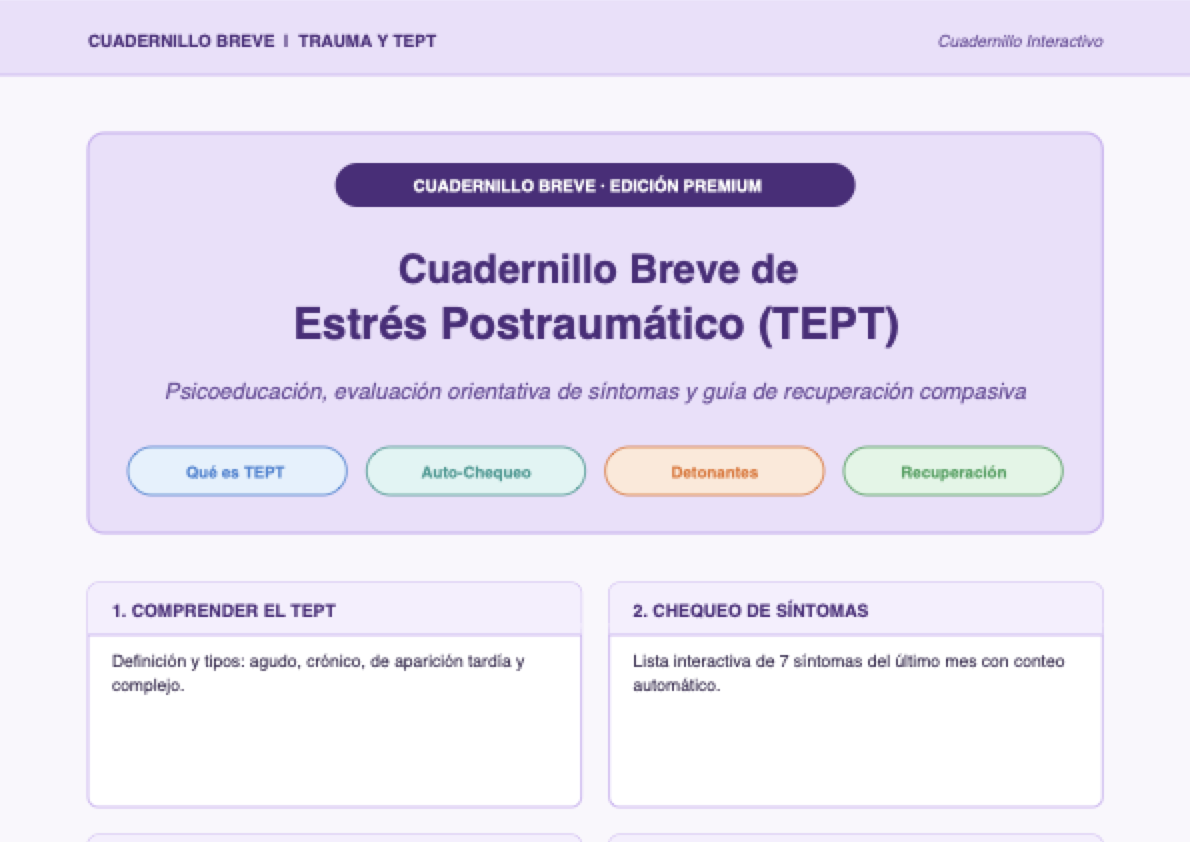 CUADERNILLO BREVE | TRAUMA Y TEPT
Cuadernillo Interactivo
CUADERNILLO BREVE · EDICIÓN PREMIUM
Cuadernillo Breve de
Estrés Postraumático (TEPT)
Psicoeducación, evaluación orientativa de síntomas y guía de recuperación compasiva
Qué es TEPT
Auto-Chequeo
Detonantes
Recuperación
1. COMPRENDER EL TEPT
Definición y tipos: agudo, crónico, de aparición tardía y
complejo.
2. CHEQUEO DE SÍNTOMAS
Lista interactiva de 7 síntomas del último mes con conteo
automático.